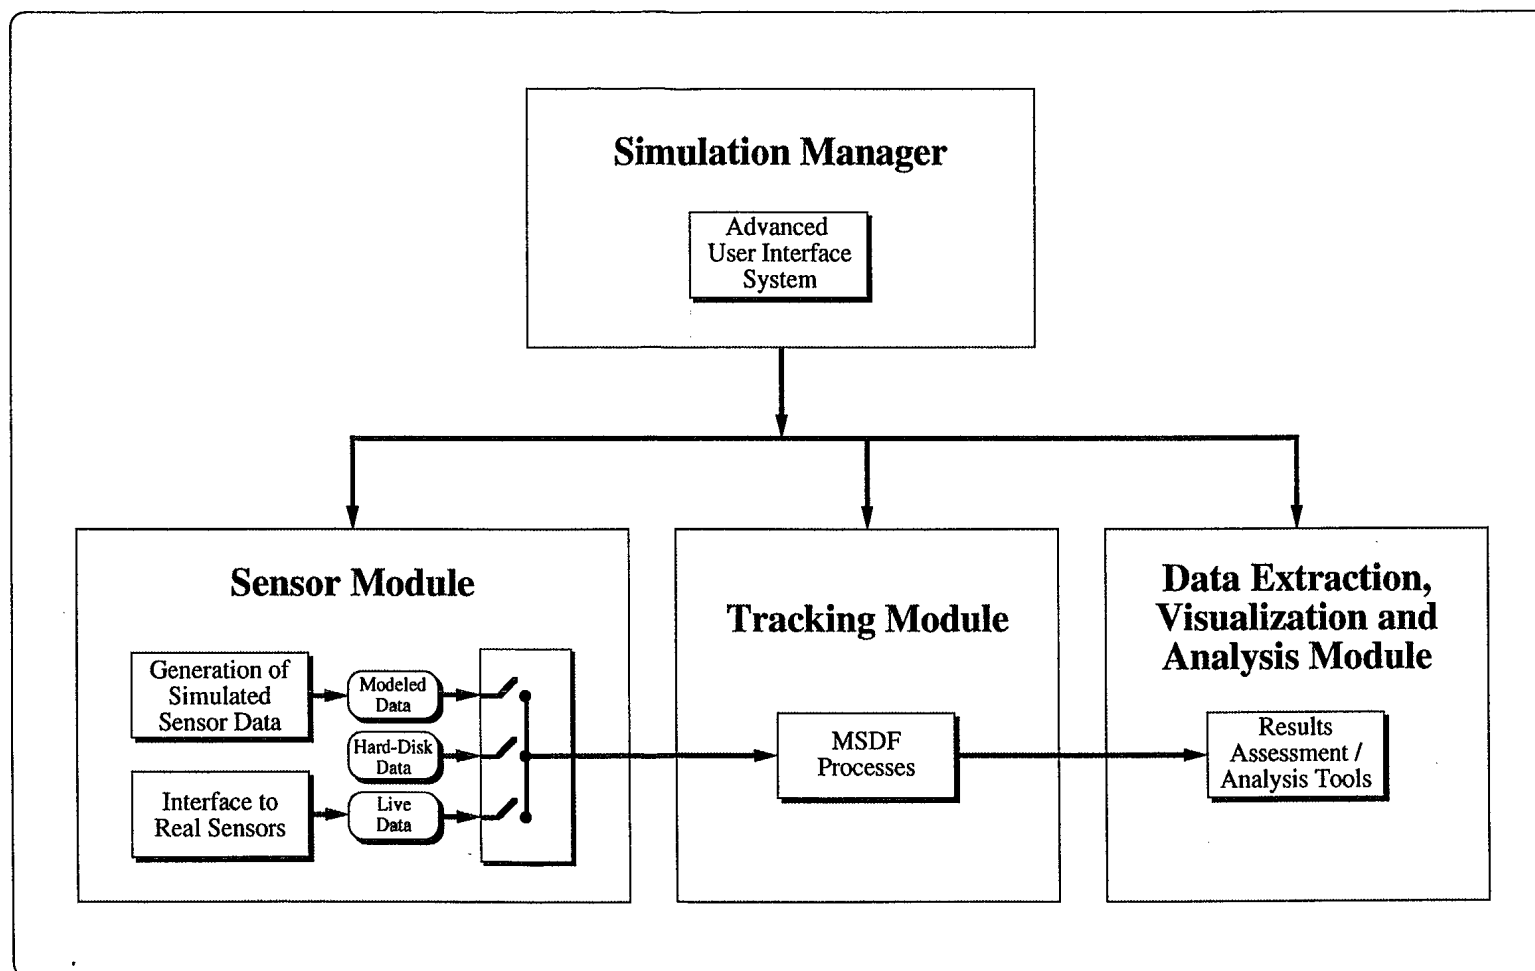 Simulation Manager
Advanced
User Interface
System
Sensor Module
Generation of
Simulated
Sensor Data
Modeled
Data
Hard-Disk
Data
Interface to
Real Sensors
Live
Data
Tracking Module
MSDF
Processes
Data Extraction,
Visualization and
Analysis Module
Results
Assessment /
Analysis Tools